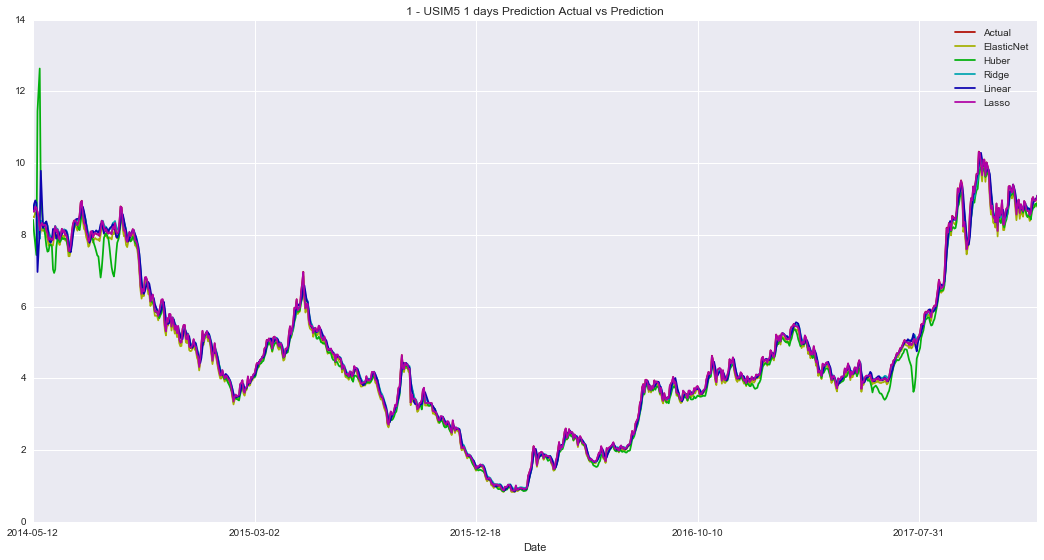 1 - USIM5 1 days Prediction Actual vs Prediction
14
12
10
8
6
4
2
0
Actual
ElasticNet
Huber
Ridge
Linear
Lasso
2014-05-12 2015-03-02 2015-12-18 2016-10-10 2017-07-31
Date